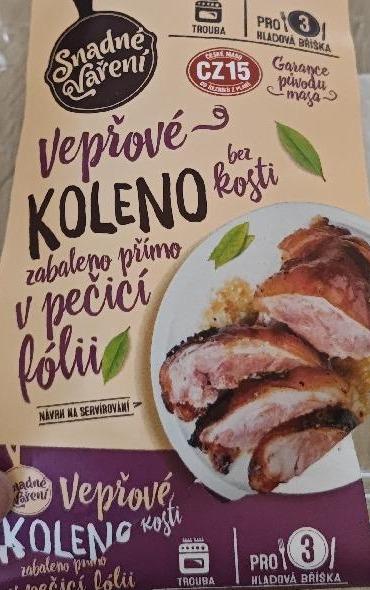 Snadné
Vaření
TROUBA
PRO 3
HLADOVÁ BŘÍŠKA
ČESKÉ MASO
CZ15
Garance
původu
masa
Vepřové
KOLENO
bez
kosti
zabaleno přímo
v pečicí
fólii
NÁVRH NA SERVÍROVÁNÍ
Snadné
Vaření
Vepřové
KOLENO
kosti
zabaleno přímo
v pečicí fólii
TROUBA
PRO 3
HLADOVÁ BŘÍŠKA